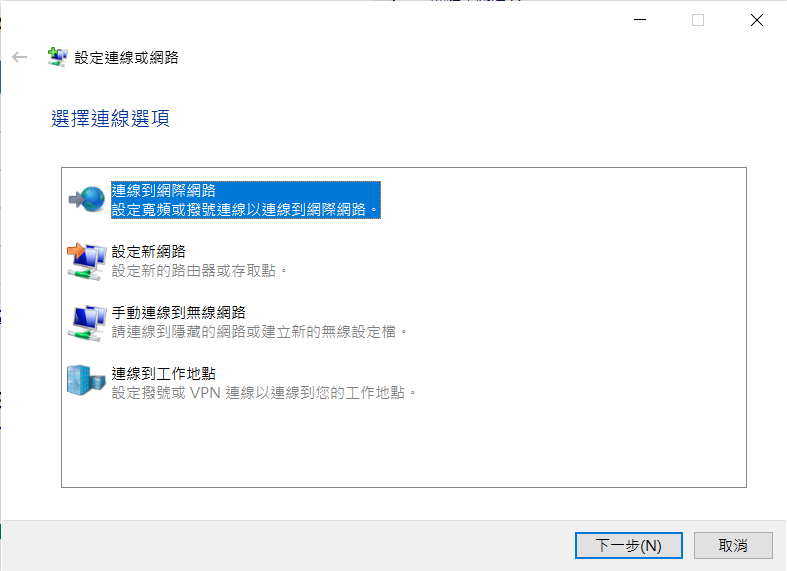 設定連線或網路
選擇連線選項
連線到網際網路
設定寬頻或撥號連線以連線到網際網路。
設定新網路
設定新的路由器或存取點。
手動連線到無線網路
請連線到隱藏的網路或建立新的無線設定檔。
連線到工作地點
設定撥號或 VPN 連線以連線到您的工作地點。
下一步(N)
取消